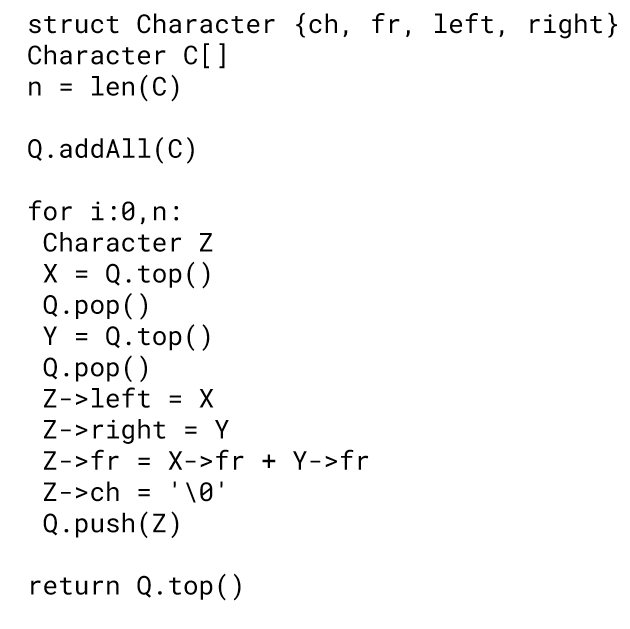 struct Character {ch, fr, left, right}
Character C[]
n = len(C)

Q.addAll(C)

for i:0,n:
 Character Z
 X = Q.top()
 Q.pop()
 Y = Q.top()
 Q.pop()
 Z->left = X
 Z->right = Y
 Z->fr = X->fr + Y->fr
 Z->ch = '\0'
 Q.push(Z)

return Q.top()